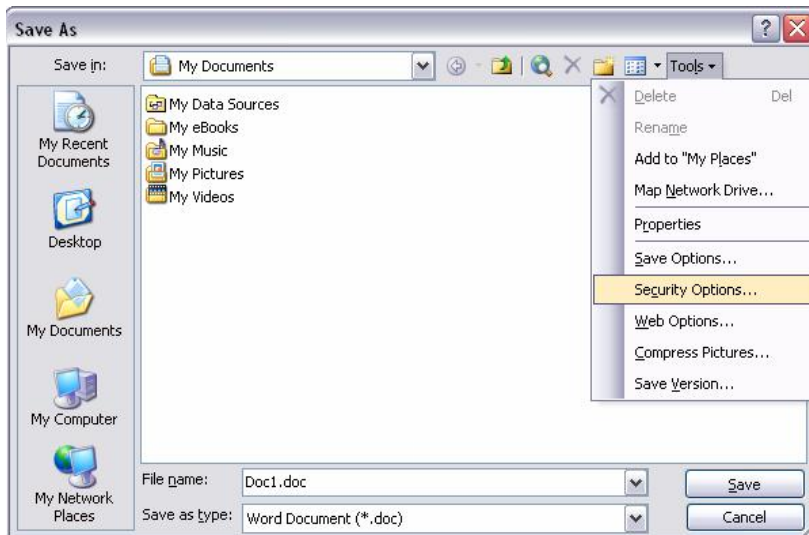 Save As
Save in:
My Documents
Tools
My Recent
Documents
Desktop
My Documents
My Computer
My Network
Places
My Data Sources
My eBooks
My Music
My Pictures
My Videos
Delete Del
Rename
Add to "My Places"
Map Network Drive...
Properties
Save Options...
Security Options...
Web Options...
Compress Pictures...
Save Version...
File name:
Doc1.doc
Save
Save as type:
Word Document (*.doc)
Cancel